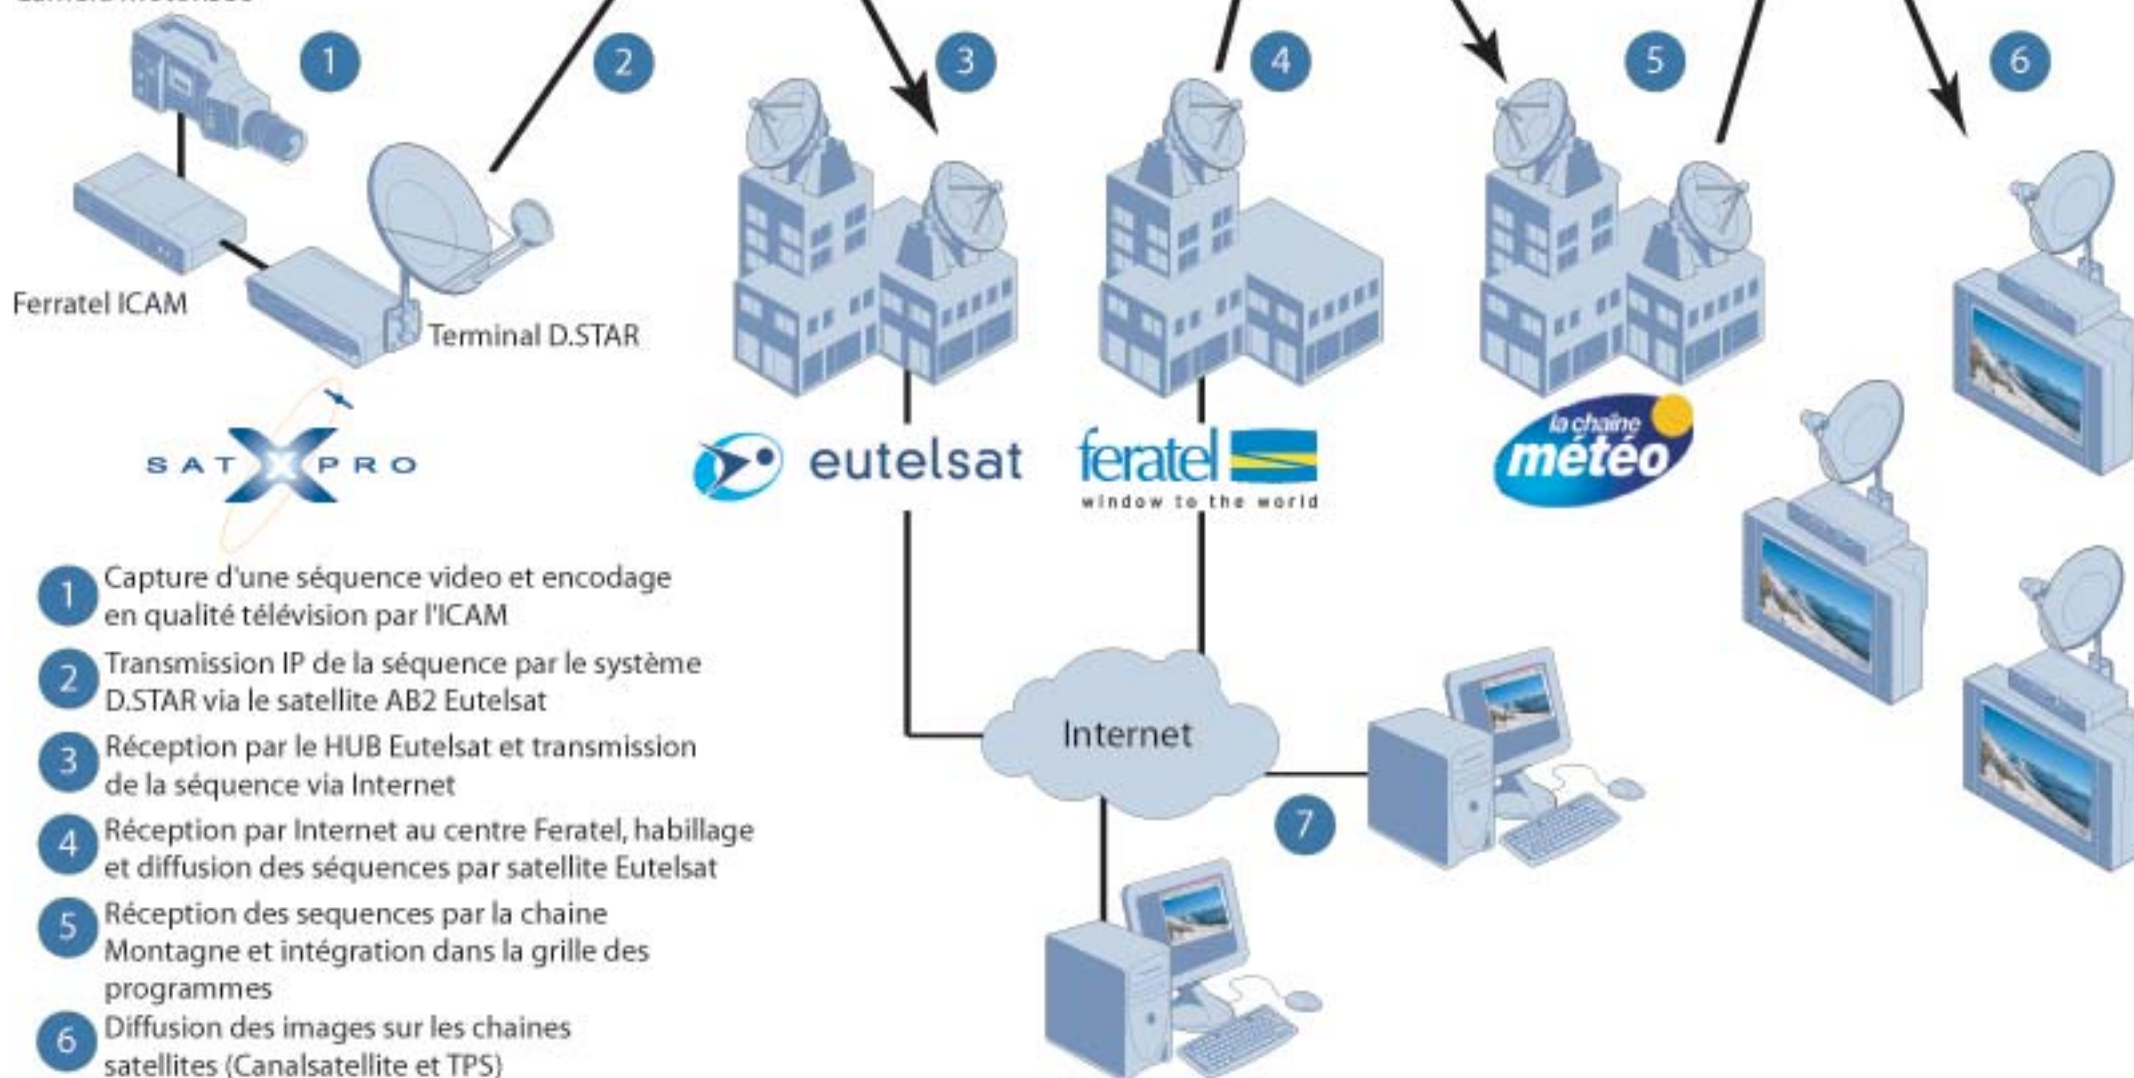 1
2
3
4
5
6
Ferratel ICAM
Terminal D.STAR
SAT X PRO
eutelsat
feratel
window to the world
la chaîne
météo
1 Capture d'une séquence video et encodage
en qualité télévision par l'ICAM
2 Transmission IP de la séquence par le système
D.STAR via le satellite AB2 Eutelsat
3 Réception par le HUB Eutelsat et transmission
de la séquence via Internet
4 Réception par Internet au centre Feratel, habillage
et diffusion des séquences par satellite Eutelsat
5 Réception des sequences par la chaine
Montagne et intégration dans la grille des
programmes
6 Diffusion des images sur les chaines
satellites (Canalsatellite et TPS)
Internet
7